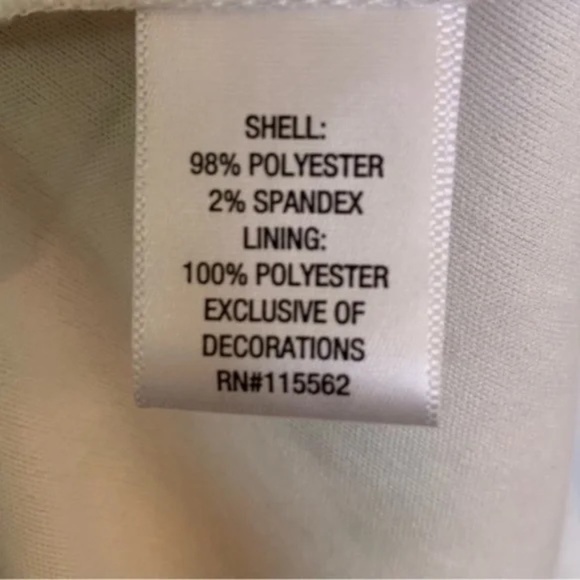 SHELL:
98% POLYESTER
2% SPANDEX
LINING:
100% POLYESTER
EXCLUSIVE OF
DECORATIONS
RN#115562